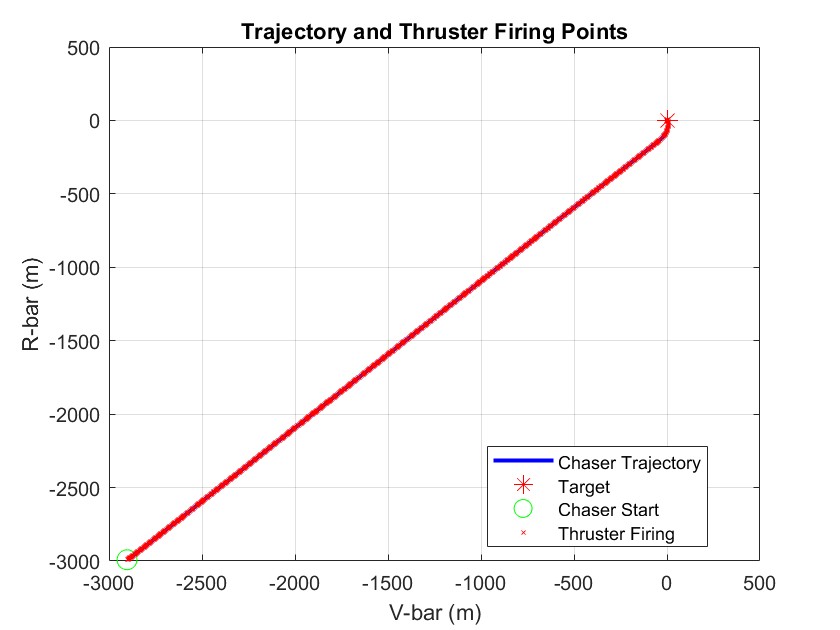 Trajectory and Thruster Firing Points
500
0
-500
-1000
-1500
-2000
-2500
-3000
R-bar (m)
Chaser Trajectory
Target
Chaser Start
Thruster Firing
-3000 -2500 -2000 -1500 -1000 -500 0 500
V-bar (m)